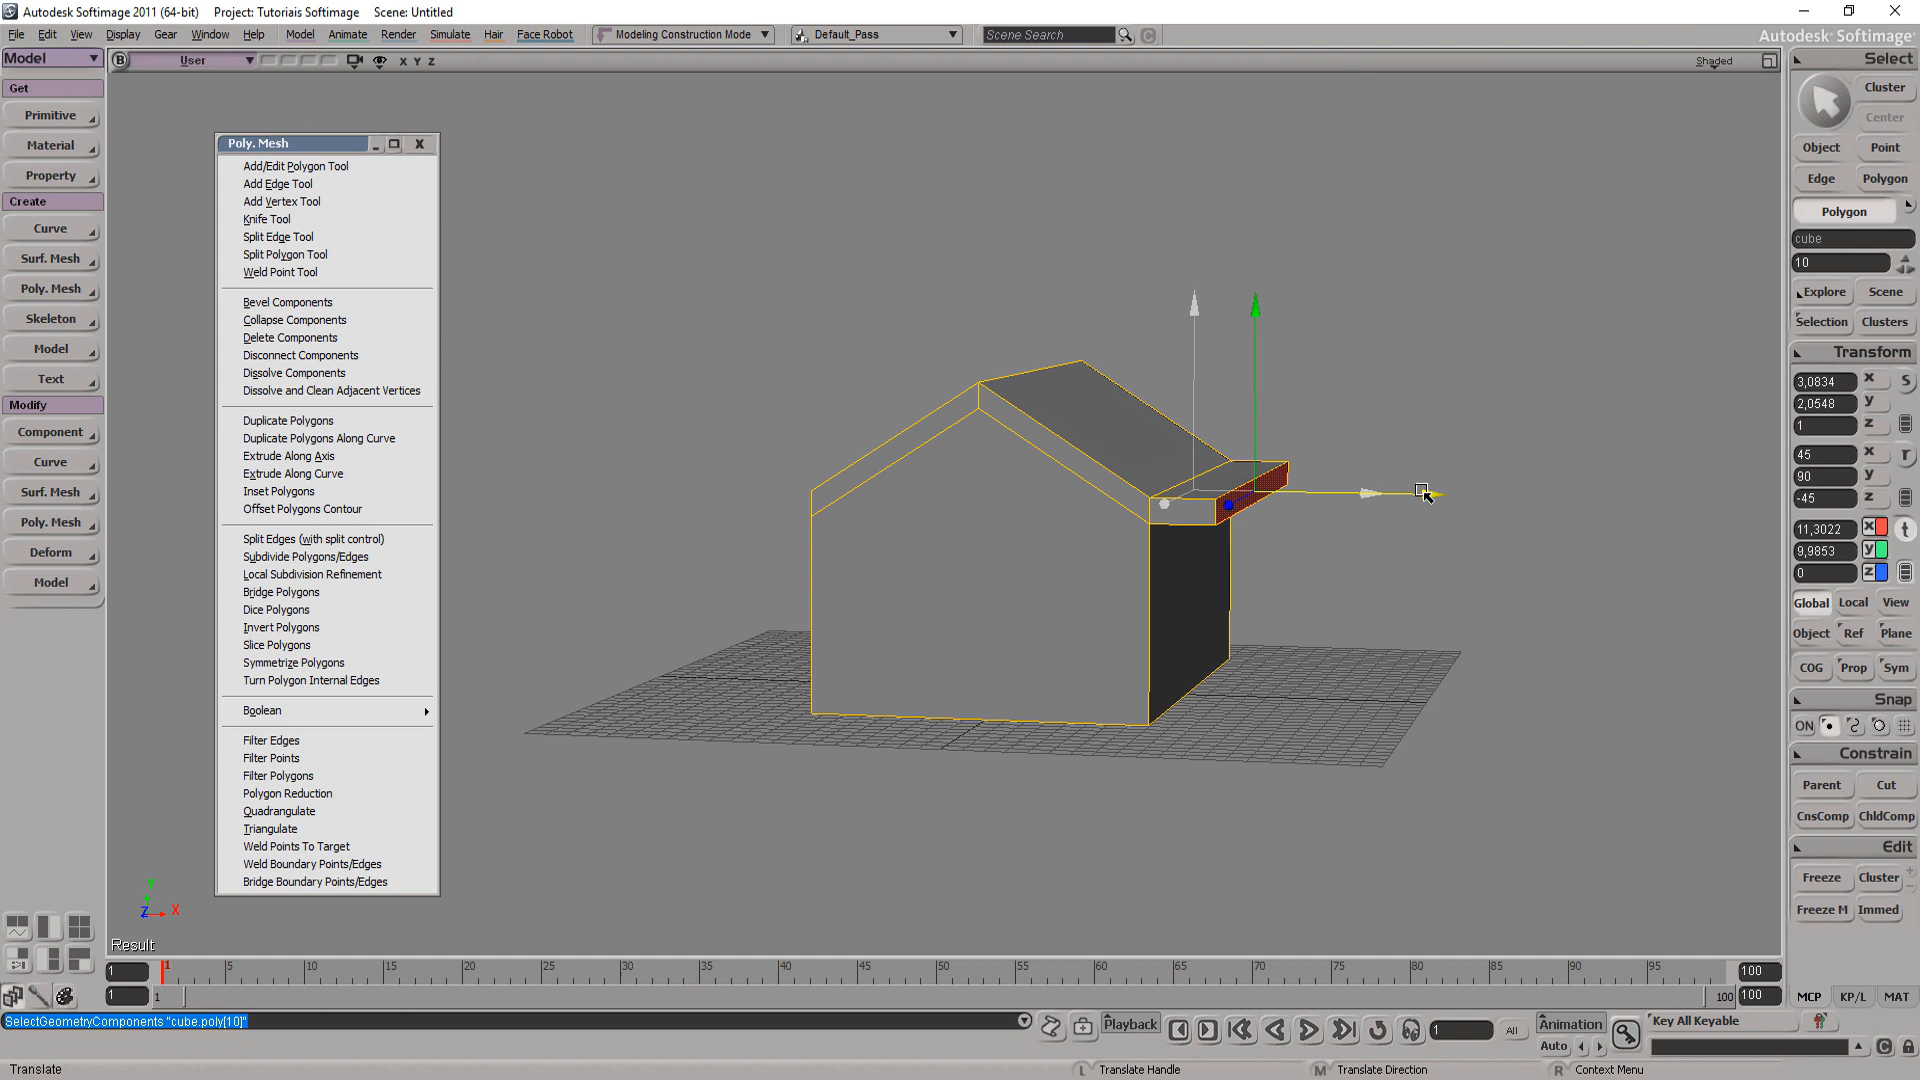 Autodesk Softimage 2011 (64-bit)    Project: Tutoriais Softimage    Scene: Untitled
File Edit View Display Gear Window Help Model Animate Render Simulate Hair Face Robot Modeling Construction Mode Default_Pass Scene Search Autodesk® Softimage®
Model
B User X Y Z Shaded
Get
Primitive
Material
Property
Create
Curve
Surf. Mesh
Poly. Mesh
Skeleton
Model
Text
Modify
Component
Curve
Surf. Mesh
Poly. Mesh
Deform
Model
Poly. Mesh
Add/Edit Polygon Tool
Add Edge Tool
Add Vertex Tool
Knife Tool
Split Edge Tool
Split Polygon Tool
Weld Point Tool
Bevel Components
Collapse Components
Delete Components
Disconnect Components
Dissolve Components
Dissolve and Clean Adjacent Vertices
Duplicate Polygons
Duplicate Polygons Along Curve
Extrude Along Axis
Extrude Along Curve
Inset Polygons
Offset Polygons Contour
Split Edges (with split control)
Subdivide Polygons/Edges
Local Subdivision Refinement
Bridge Polygons
Dice Polygons
Invert Polygons
Slice Polygons
Symmetrize Polygons
Turn Polygon Internal Edges
Boolean
Filter Edges
Filter Points
Filter Polygons
Polygon Reduction
Quadrangulate
Triangulate
Weld Points To Target
Weld Boundary Points/Edges
Bridge Boundary Points/Edges
Y
Z X
Result
Select
Cluster
Center
Object Point
Edge Polygon
Polygon
cube
10
Explore Scene
Selection Clusters
Transform
3,0834 x s
2,0548 y
1 z
45 x r
90 y
-45 z
11,3022 x t
9,9853 y
0 z
Global Local View
Object Ref Plane
COG Prop Sym
Snap
ON
Constrain
Parent Cut
CnsComp ChldComp
Edit
Freeze Cluster + -
Freeze M Immed
1 1 5 10 15 20 25 30 35 40 45 50 55 60 65 70 75 80 85 90 95 100
1 1 100 100 MCP KP/L MAT
SelectGeometryComponents "cube.poly[10]"
Playback 1 All Animation Key All Keyable
Auto
Translate L Translate Handle M Translate Direction R Context Menu